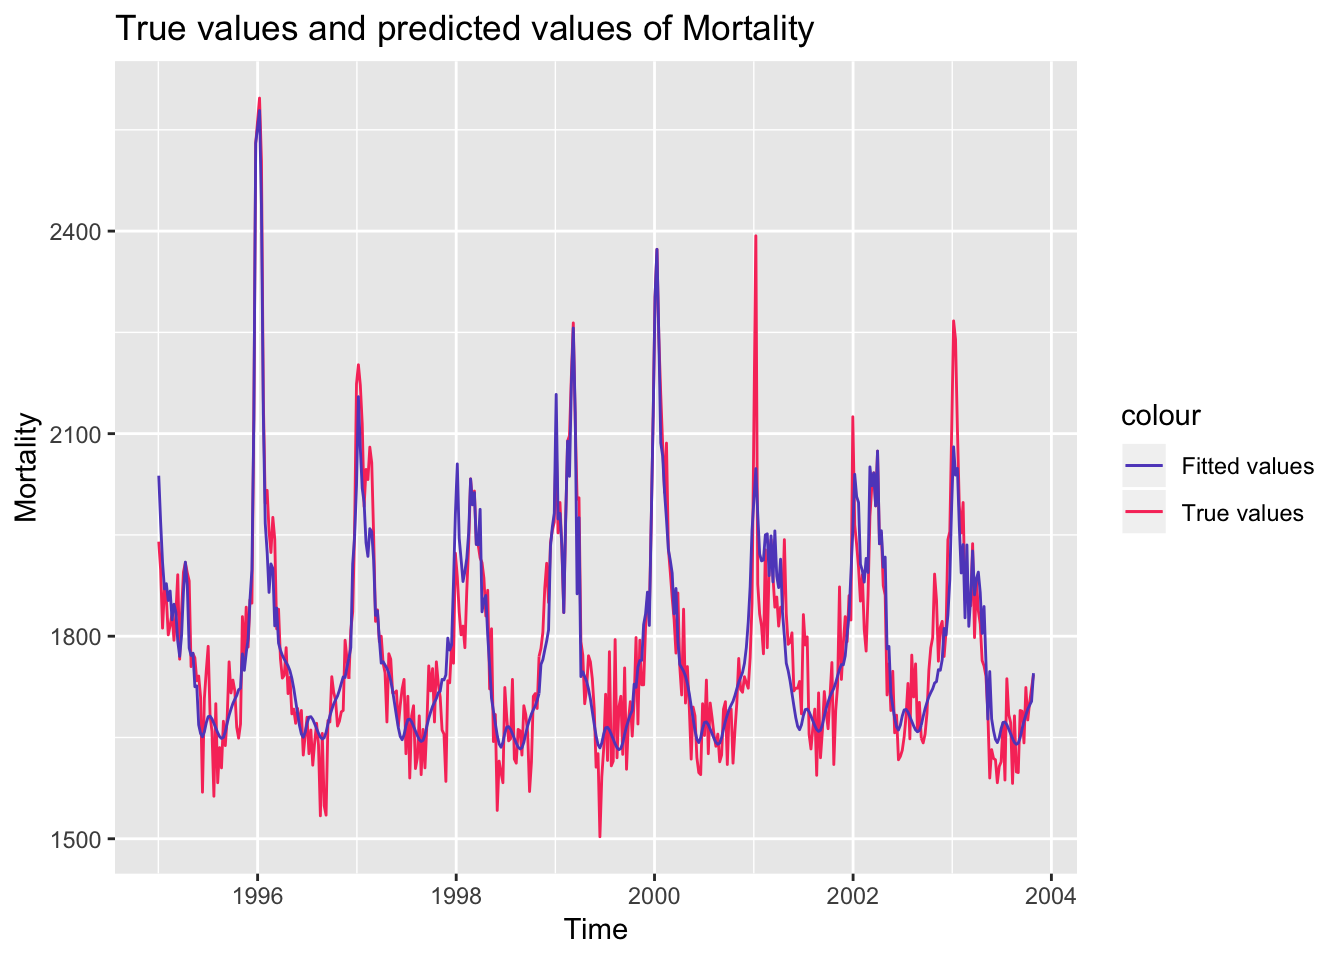 True values and predicted values of Mortality
2400
2100
1800
1500
Mortality
1996
1998
2000
2002
2004
Time
colour
Fitted values
True values